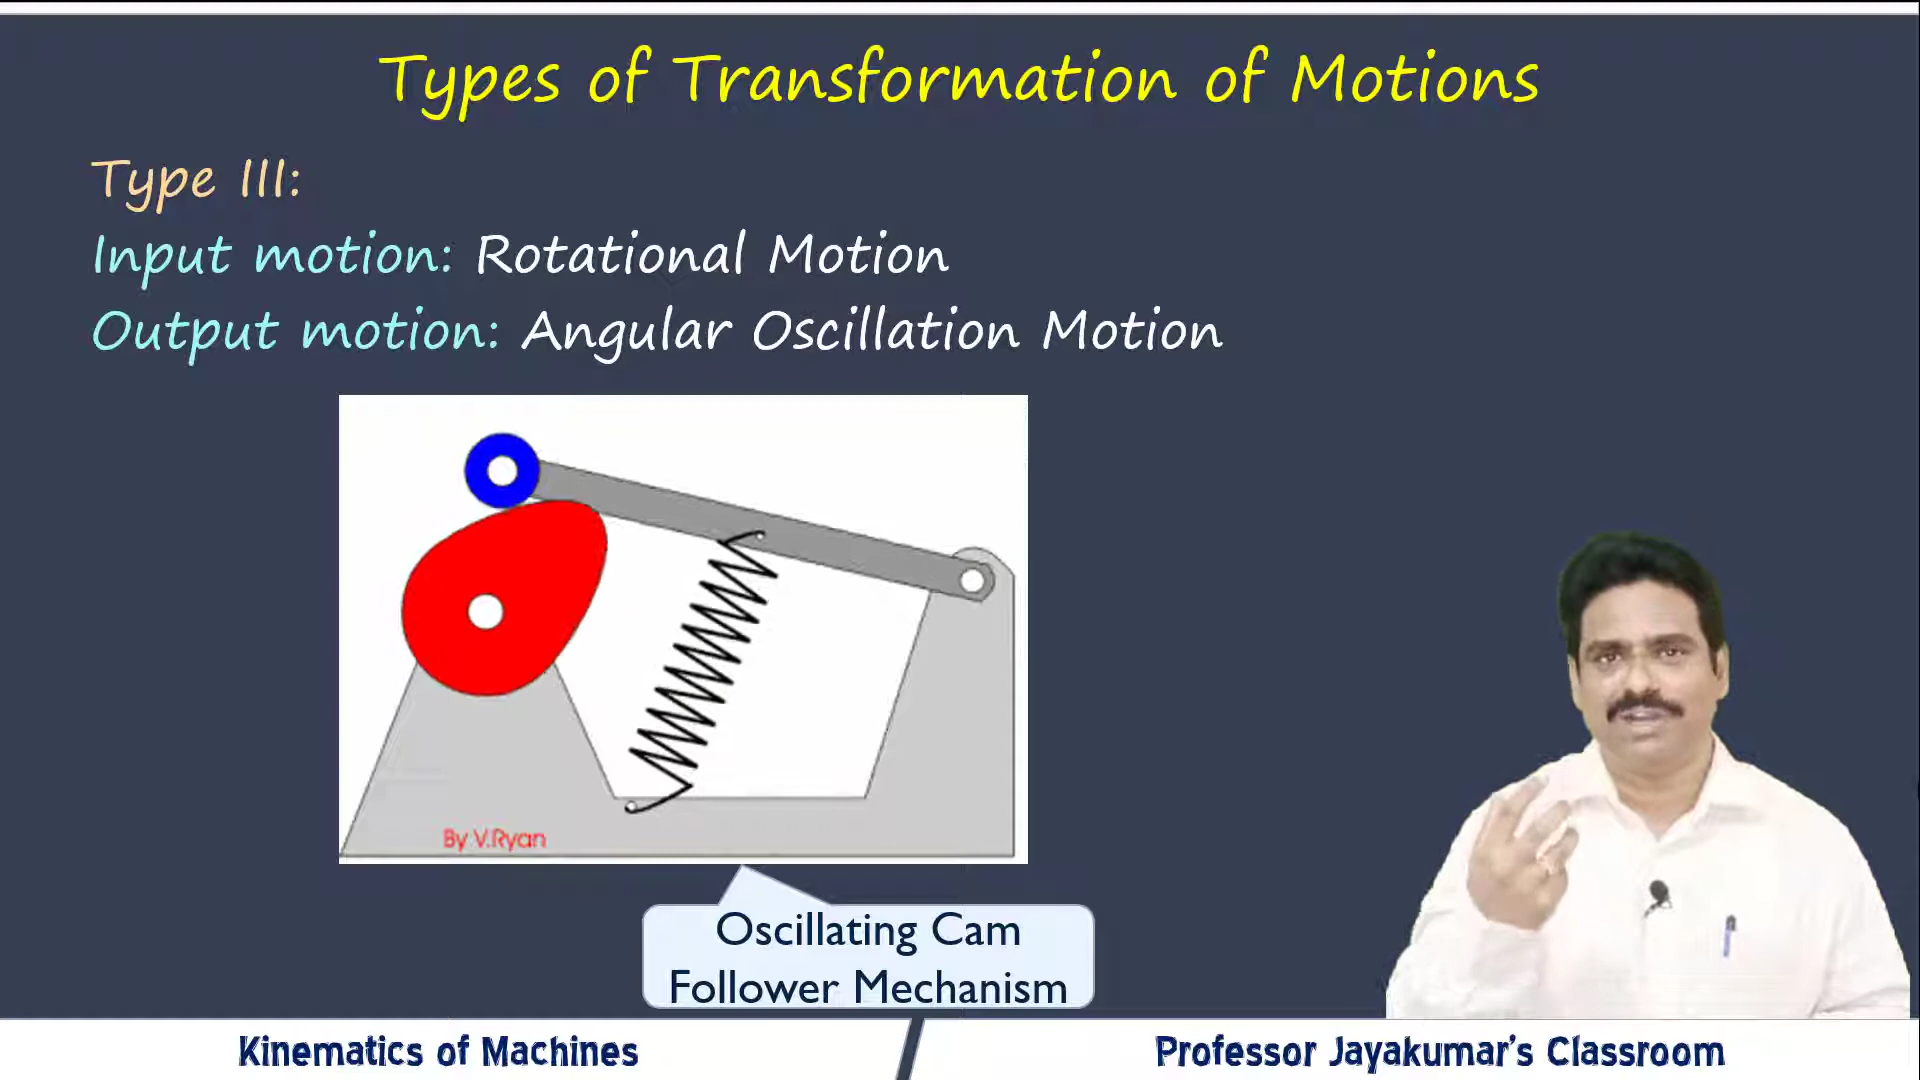 Types of Transformation of Motions
Type III:
Input motion: Rotational Motion
Output motion: Angular Oscillation Motion
By V.Ryan
Oscillating Cam
Follower Mechanism
Kinematics of Machines
Professor Jayakumar's Classroom